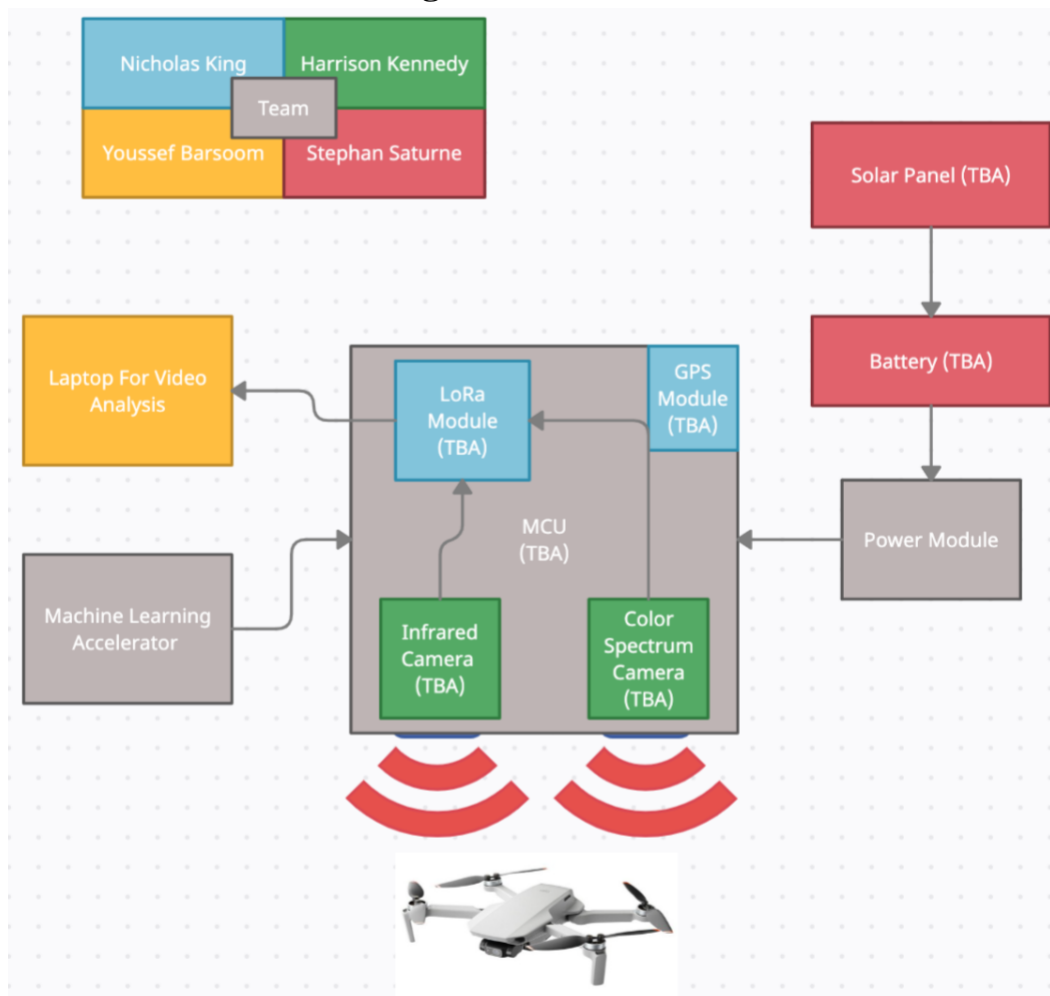 Nicholas King
Harrison Kennedy
Team
Youssef Barsoom
Stephan Saturne
Solar Panel (TBA)
Laptop For Video
Analysis
LoRa
Module
(TBA)
GPS
Module
(TBA)
Battery (TBA)
MCU
(TBA)
Power Module
Machine Learning
Accelerator
Infrared
Camera
(TBA)
Color
Spectrum
Camera
(TBA)